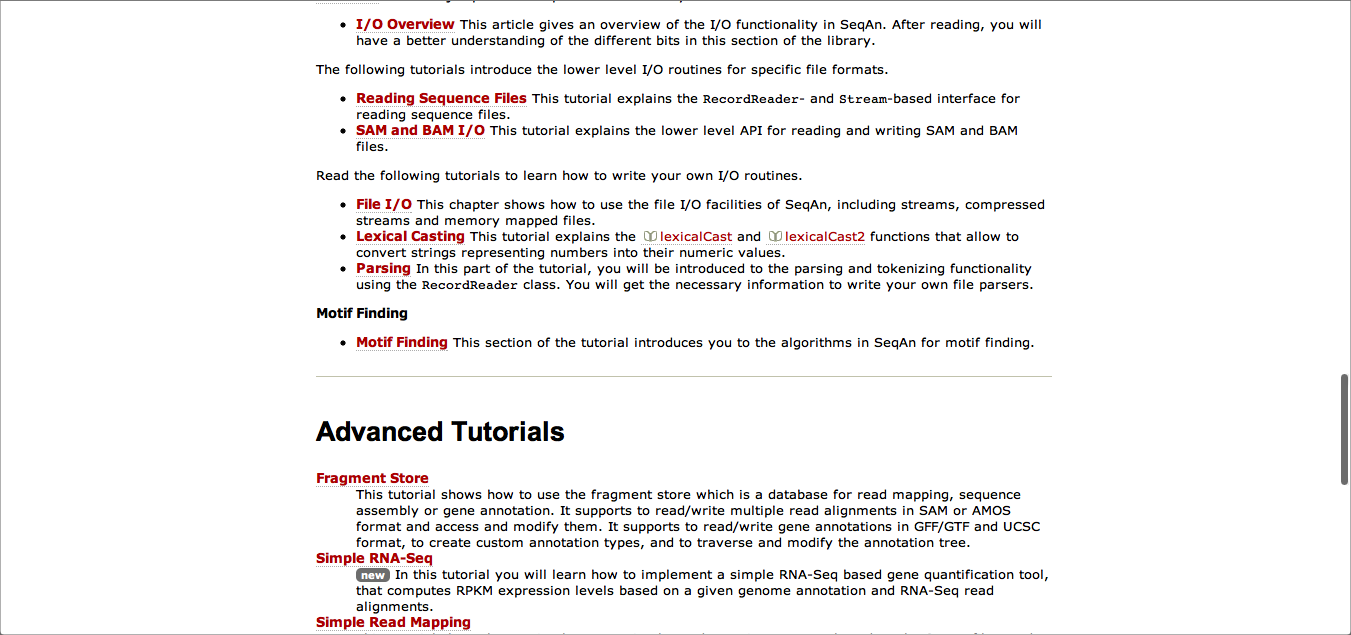 I/O Overview This article gives an overview of the I/O functionality in SeqAn. After reading, you will
have a better understanding of the different bits in this section of the library.
The following tutorials introduce the lower level I/O routines for specific file formats.
Reading Sequence Files This tutorial explains the RecordReader- and Stream-based interface for
reading sequence files.
SAM and BAM I/O This tutorial explains the lower level API for reading and writing SAM and BAM
files.
Read the following tutorials to learn how to write your own I/O routines.
File I/O This chapter shows how to use the file I/O facilities of SeqAn, including streams, compressed
streams and memory mapped files.
Lexical Casting This tutorial explains the lexicalCast and lexicalCast2 functions that allow to
convert strings representing numbers into their numeric values.
Parsing In this part of the tutorial, you will be introduced to the parsing and tokenizing functionality
using the RecordReader class. You will get the necessary information to write your own file parsers.
Motif Finding
Motif Finding This section of the tutorial introduces you to the algorithms in SeqAn for motif finding.
Advanced Tutorials
Fragment Store
This tutorial shows how to use the fragment store which is a database for read mapping, sequence
assembly or gene annotation. It supports to read/write multiple read alignments in SAM or AMOS
format and access and modify them. It supports to read/write gene annotations in GFF/GTF and UCSC
format, to create custom annotation types, and to traverse and modify the annotation tree.
Simple RNA-Seq
new In this tutorial you will learn how to implement a simple RNA-Seq based gene quantification tool,
that computes RPKM expression levels based on a given genome annotation and RNA-Seq read
alignments.
Simple Read Mapping